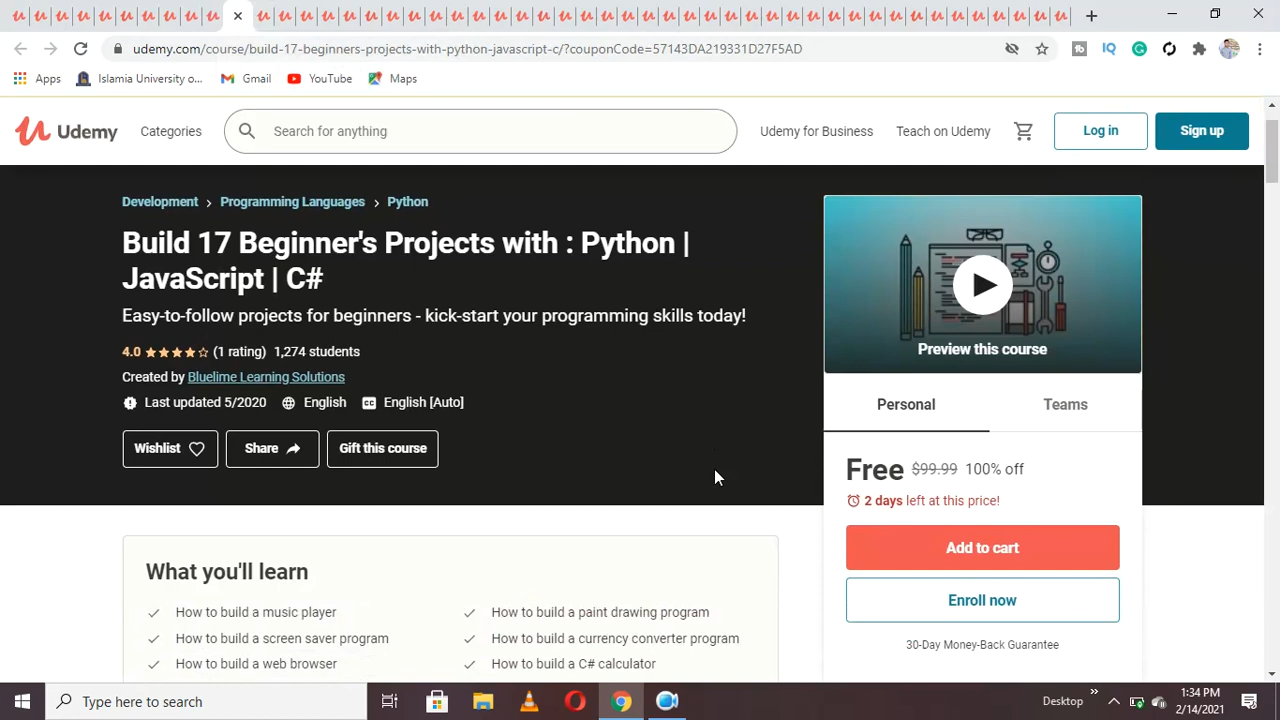 udemy.com/course/build-17-beginners-projects-with-python-javascript-c/?couponCode=57143DA219331D27F5AD
Apps Islamia University o... Gmail YouTube Maps
Udemy Categories Search for anything Udemy for Business Teach on Udemy Log in Sign up
Development > Programming Languages > Python
Build 17 Beginner's Projects with : Python |
JavaScript | C#
Easy-to-follow projects for beginners - kick-start your programming skills today!
4.0 (1 rating) 1,274 students
Created by Bluelime Learning Solutions
Last updated 5/2020 English English [Auto]
Wishlist Share Gift this course
Preview this course
Personal Teams
Free $99.99 100% off
2 days left at this price!
Add to cart
Enroll now
30-Day Money-Back Guarantee
What you'll learn
How to build a music player
How to build a paint drawing program
How to build a screen saver program
How to build a currency converter program
How to build a web browser
How to build a C# calculator
Type here to search
Desktop
1:34 PM
2/14/2021